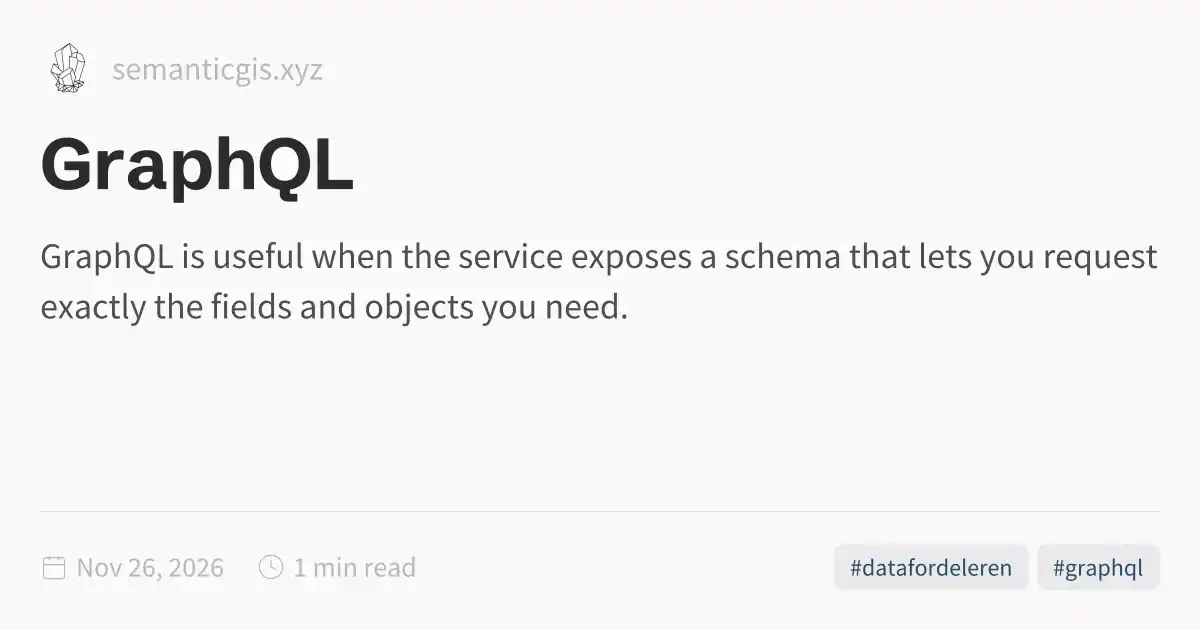 semanticgis.xyz
GraphQL
GraphQL is useful when the service exposes a schema that lets you request
exactly the fields and objects you need.
Nov 26, 2026 1 min read #datafordeleren #graphql